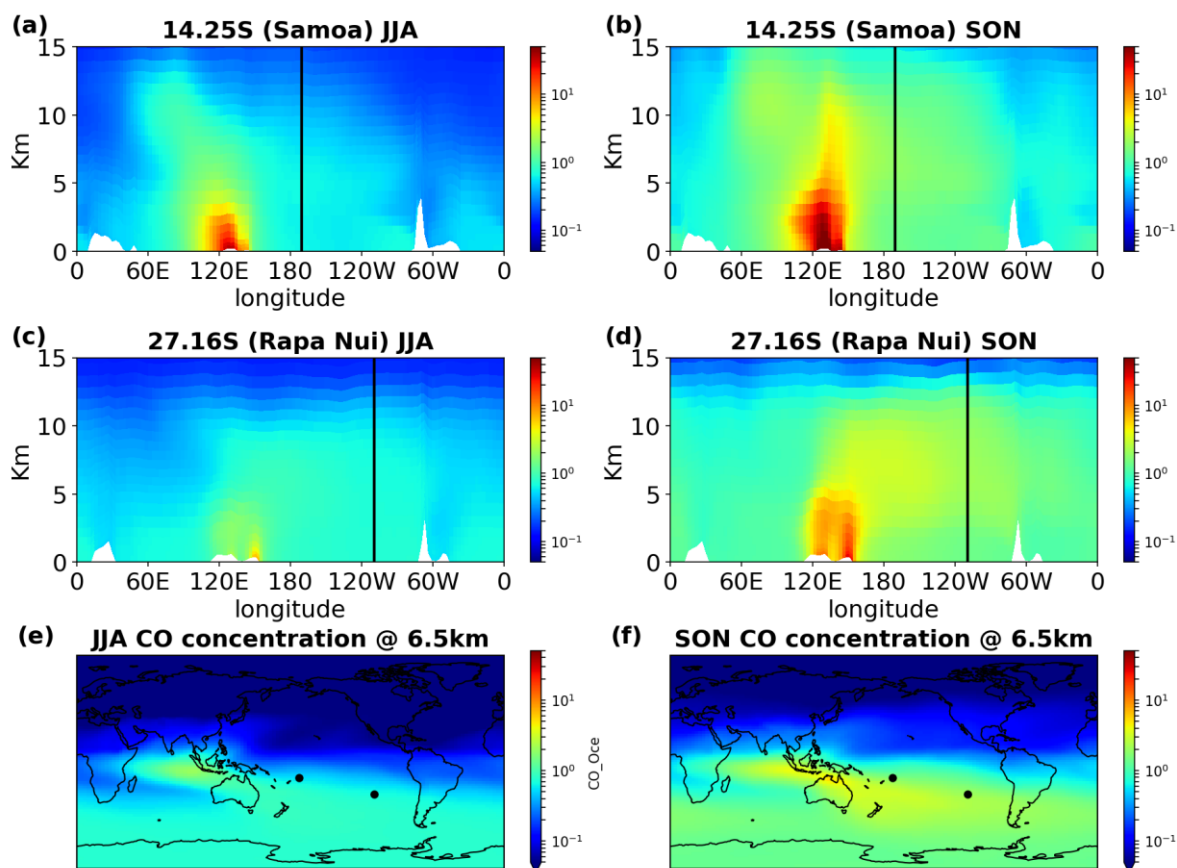 (a) 14.25S (Samoa) JJA
15
10
5
0
Km
0 60E 120E 180 120W 60W 0
longitude
10¹
10⁰
10⁻¹
(b) 14.25S (Samoa) SON
15
10
5
0
Km
0 60E 120E 180 120W 60W 0
longitude
10¹
10⁰
10⁻¹
(c) 27.16S (Rapa Nui) JJA
15
10
5
0
Km
0 60E 120E 180 120W 60W 0
longitude
10¹
10⁰
10⁻¹
(d) 27.16S (Rapa Nui) SON
15
10
5
0
Km
0 60E 120E 180 120W 60W 0
longitude
10¹
10⁰
10⁻¹
(e) JJA CO concentration @ 6.5km
10¹
10⁰
10⁻¹
CO_Oce
(f) SON CO concentration @ 6.5km
10¹
10⁰
10⁻¹